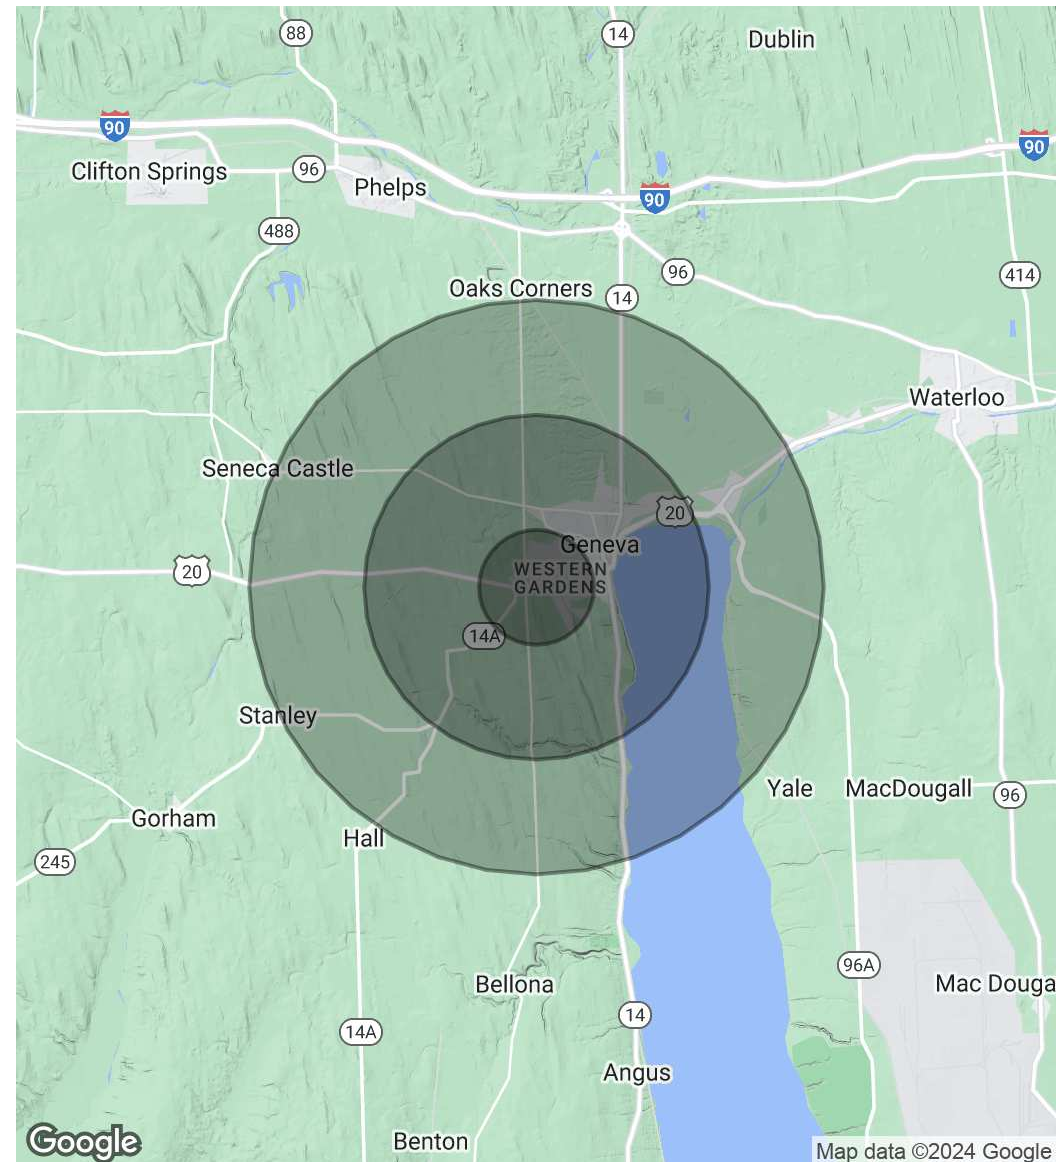 88
14
Dublin
90
90
Clifton Springs
96
Phelps
90
488
96
414
Oaks Corners
14
Waterloo
Seneca Castle
20
Geneva
20
WESTERN
GARDENS
14A
Stanley
Yale
MacDougall
96
Gorham
Hall
245
96A
Bellona
Mac Douga
14
14A
Angus
Benton
Google
Map data ©2024 Google